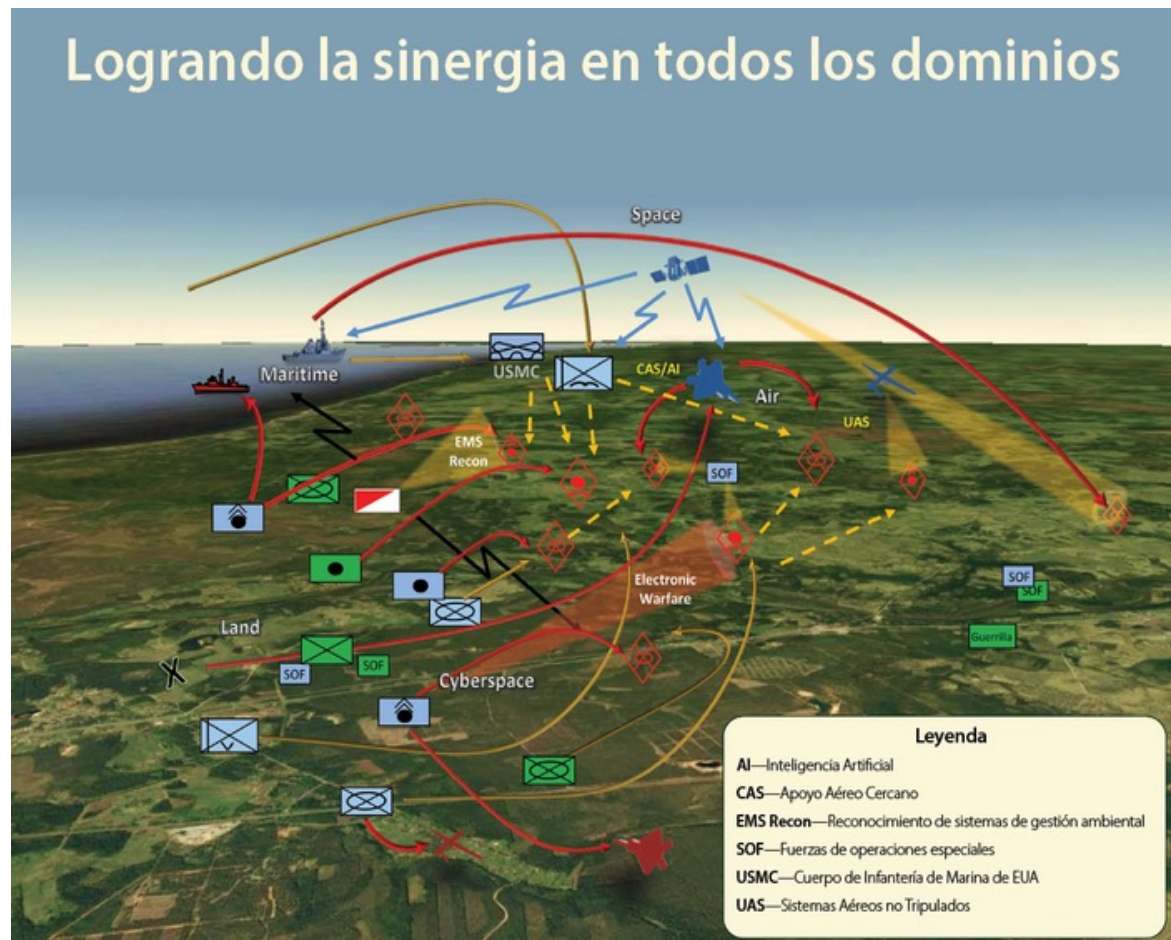 Logrando la sinergia en todos los dominios
Space
Maritime
USMC
CAS/AI
Air
UAS
EMS
Recon
SOF
Electronic
Warfare
SOF
SOF
Guerrilla
Land
SOF
SOF
Cyberspace
Leyenda
AI—Inteligencia Artificial
CAS—Apoyo Aéreo Cercano
EMS Recon—Reconocimiento de sistemas de gestión ambiental
SOF—Fuerzas de operaciones especiales
USMC—Cuerpo de Infantería de Marina de EUA
UAS—Sistemas Aéreos no Tripulados